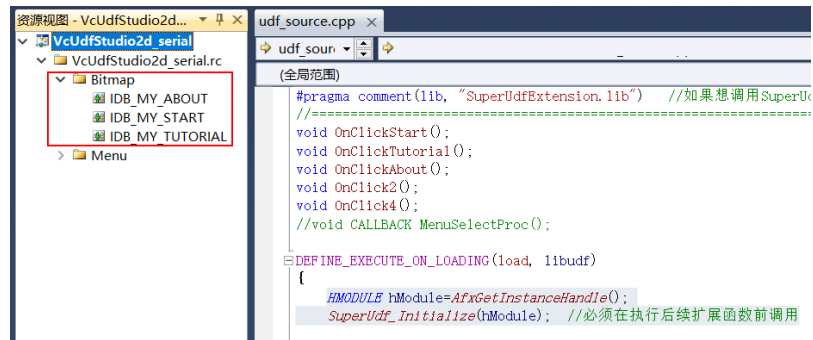 资源视图 - VcUdfStudio2d...
VcUdfStudio2d_serial
VcUdfStudio2d_serial.rc
Bitmap
IDB_MY_ABOUT
IDB_MY_START
IDB_MY_TUTORIAL
Menu
udf_source.cpp
udf_sour
(全局范围)
#pragma comment(lib, "SuperUdfExtension.lib") //如果想调用SuperUd
//==================================================================
void OnClickStart();
void OnClickTutorial();
void OnClickAbout();
void OnClick2();
void OnClick4();
//void CALLBACK MenuSelectProc();
DEFINE_EXECUTE_ON_LOADING(load, libudf)
{
HMODULE hModule=AfxGetInstanceHandle();
SuperUdf_Initialize(hModule); //必须在执行后续扩展函数前调用